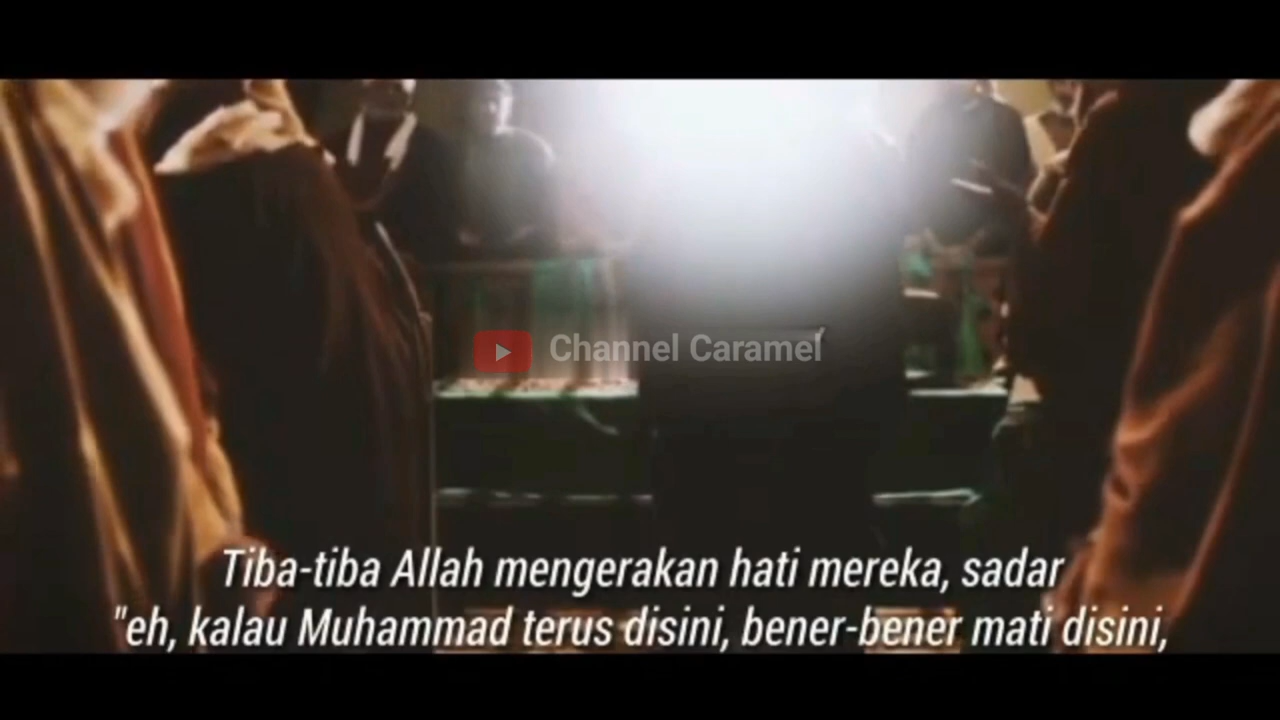 Channel Caramel
Tiba-tiba Allah mengerakan hati mereka, sadar
"eh, kalau Muhammad terus disini, bener-bener mati disini,